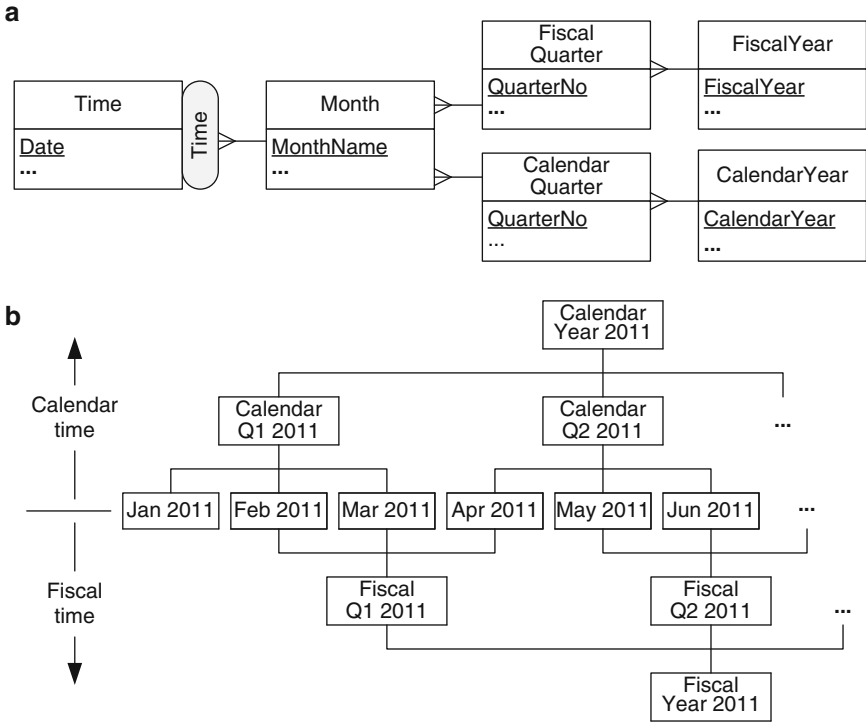 a
Time
Date
...
Time
Month
MonthName
...
Fiscal
Quarter
QuarterNo
...
FiscalYear
FiscalYear
...
Calendar
Quarter
QuarterNo
...
CalendarYear
CalendarYear
...
b
Calendar
time
Fiscal
time
Calendar
Year 2011
Calendar
Q1 2011
Calendar
Q2 2011
...
Jan 2011
Feb 2011
Mar 2011
Apr 2011
May 2011
Jun 2011
...
Fiscal
Q1 2011
Fiscal
Q2 2011
...
Fiscal
Year 2011